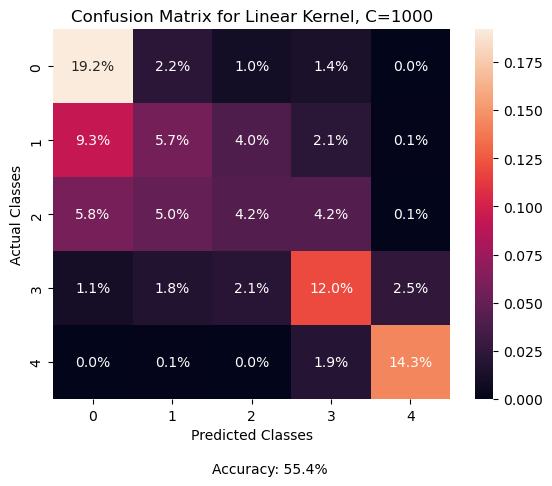 Confusion Matrix for Linear Kernel, C=1000
0 19.2% 2.2% 1.0% 1.4% 0.0%
1 9.3% 5.7% 4.0% 2.1% 0.1%
2 5.8% 5.0% 4.2% 4.2% 0.1%
3 1.1% 1.8% 2.1% 12.0% 2.5%
4 0.0% 0.1% 0.0% 1.9% 14.3%
0 1 2 3 4
Actual Classes
Predicted Classes
Accuracy: 55.4%
0.175
0.150
0.125
0.100
0.075
0.050
0.025
0.000